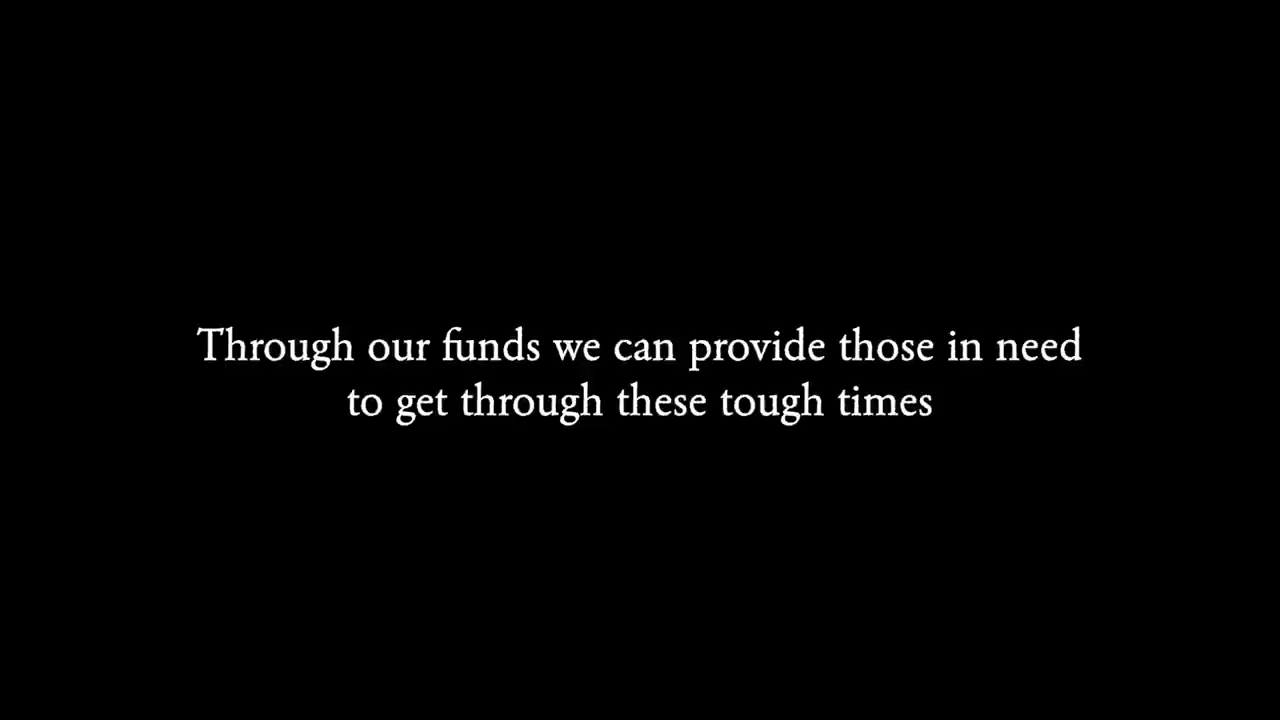 Through our funds we can provide those in need
to get through these tough times